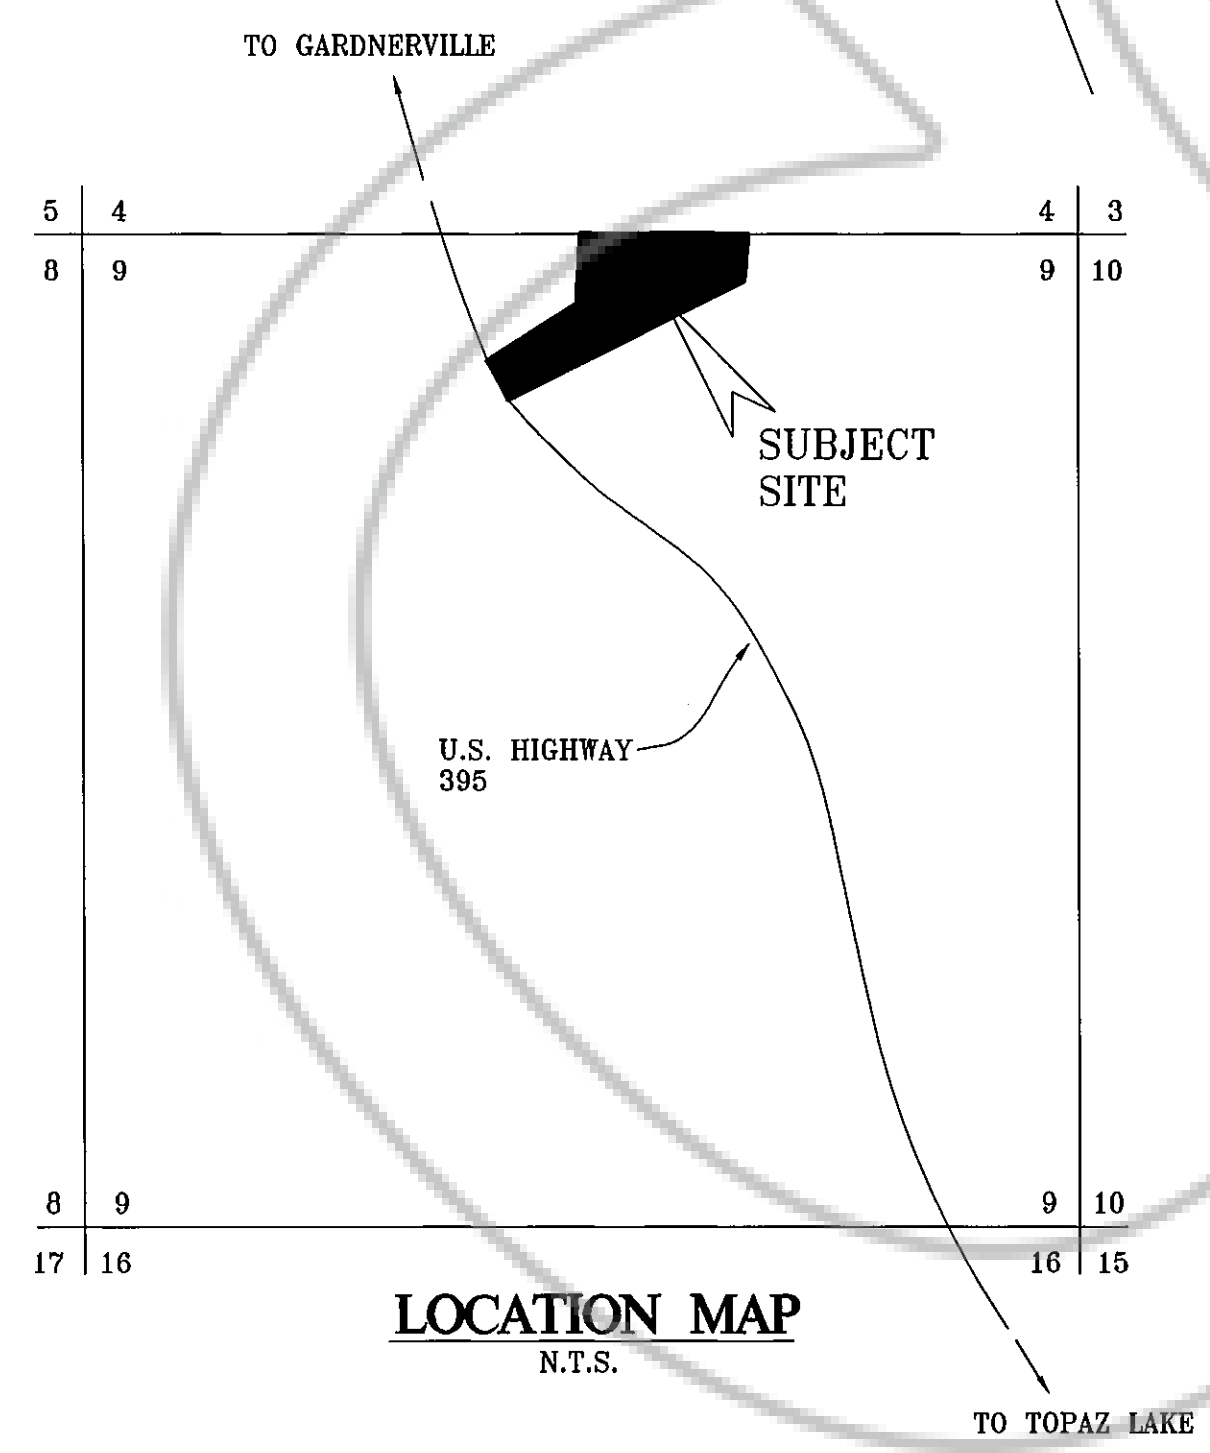 TO GARDNERVILLE
5 4 4 3
8 9 9 10
SUBJECT
SITE
U.S. HIGHWAY
395
8 9 9 10
17 16 16 15
LOCATION MAP
N.T.S.
TO TOPAZ LAKE